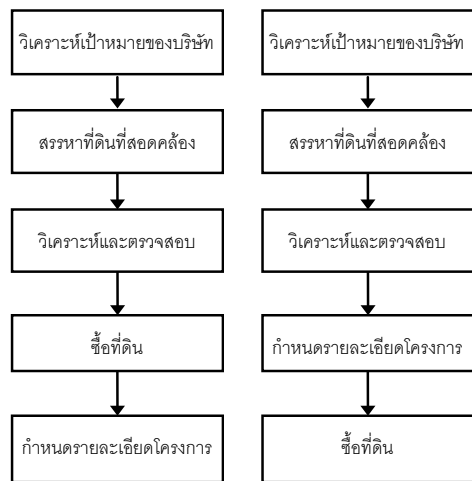 วิเคราะห์เป้าหมายของบริษัท
สรรหาที่ดินที่สอดคล้อง
วิเคราะห์และตรวจสอบ
ซื้อที่ดิน
กำหนดรายละเอียดโครงการ
วิเคราะห์เป้าหมายของบริษัท
สรรหาที่ดินที่สอดคล้อง
วิเคราะห์และตรวจสอบ
กำหนดรายละเอียดโครงการ
ซื้อที่ดิน